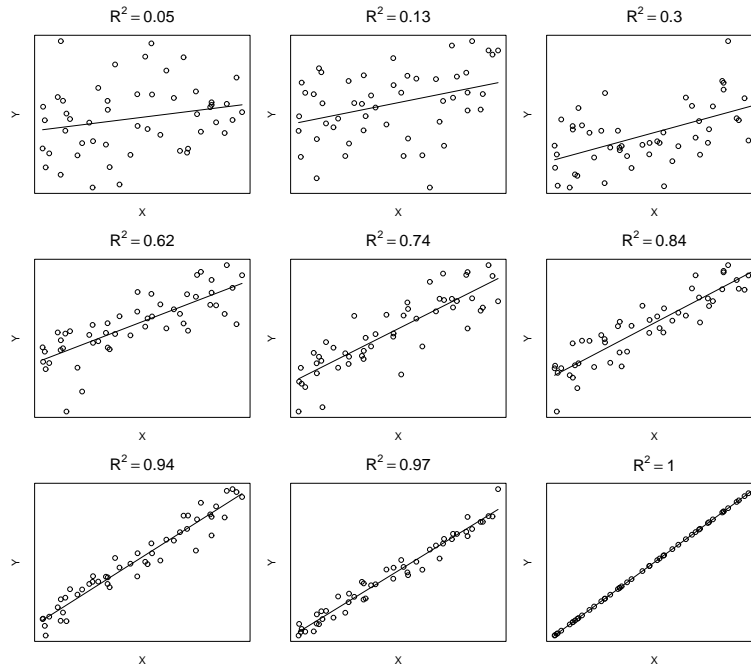 R² = 0.05
R² = 0.13
R² = 0.3
Y
Y
Y
X
X
X
R² = 0.62
R² = 0.74
R² = 0.84
Y
Y
Y
X
X
X
R² = 0.94
R² = 0.97
R² = 1
Y
Y
Y
X
X
X